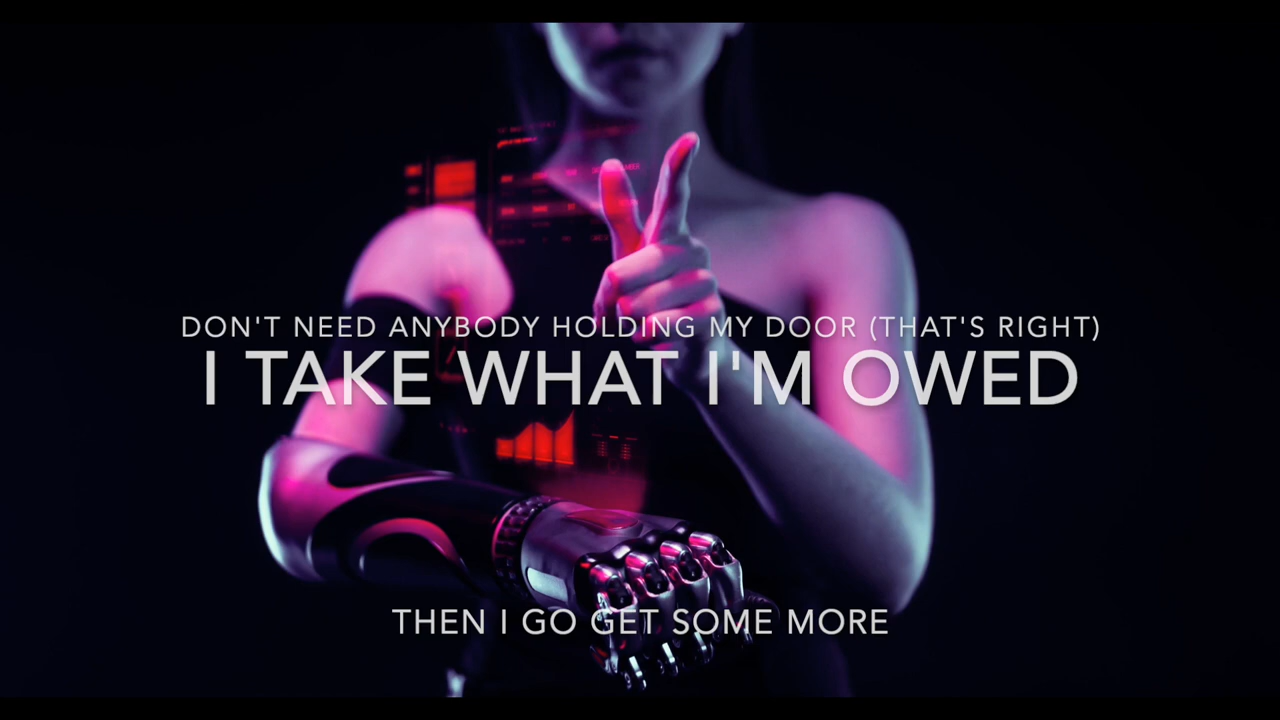 DON'T NEED ANYBODY HOLDING MY DOOR (THAT'S RIGHT)
I TAKE WHAT I'M OWED
THEN I GO GET SOME MORE